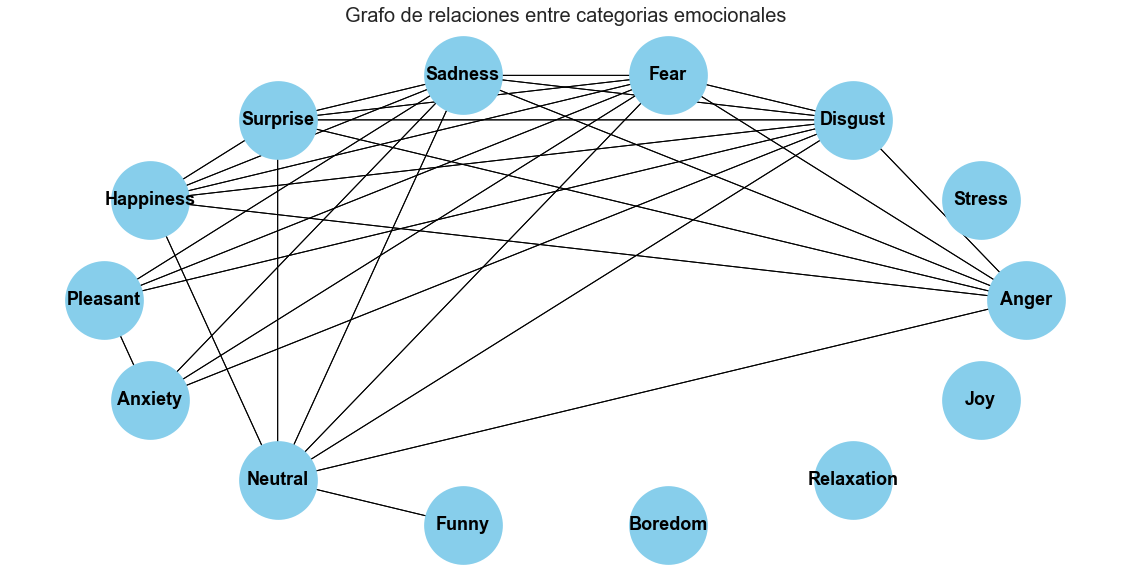 Grafo de relaciones entre categorias emocionales
Sadness
Fear
Surprise
Disgust
Happiness
Stress
Pleasant
Anger
Anxiety
Joy
Neutral
Relaxation
Funny
Boredom